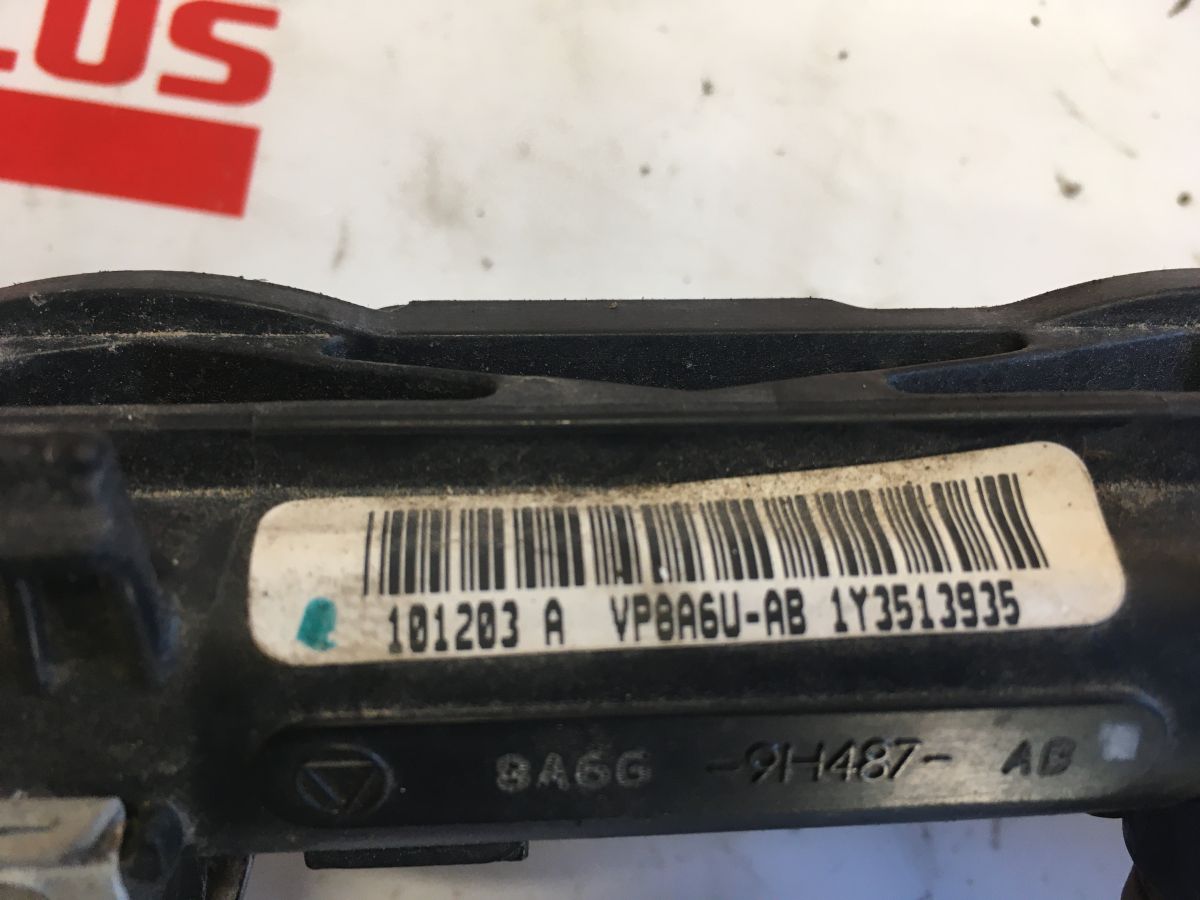 LUS
101203 A VP8A6U-AB 1Y3513935
8A6G -9H487- AB